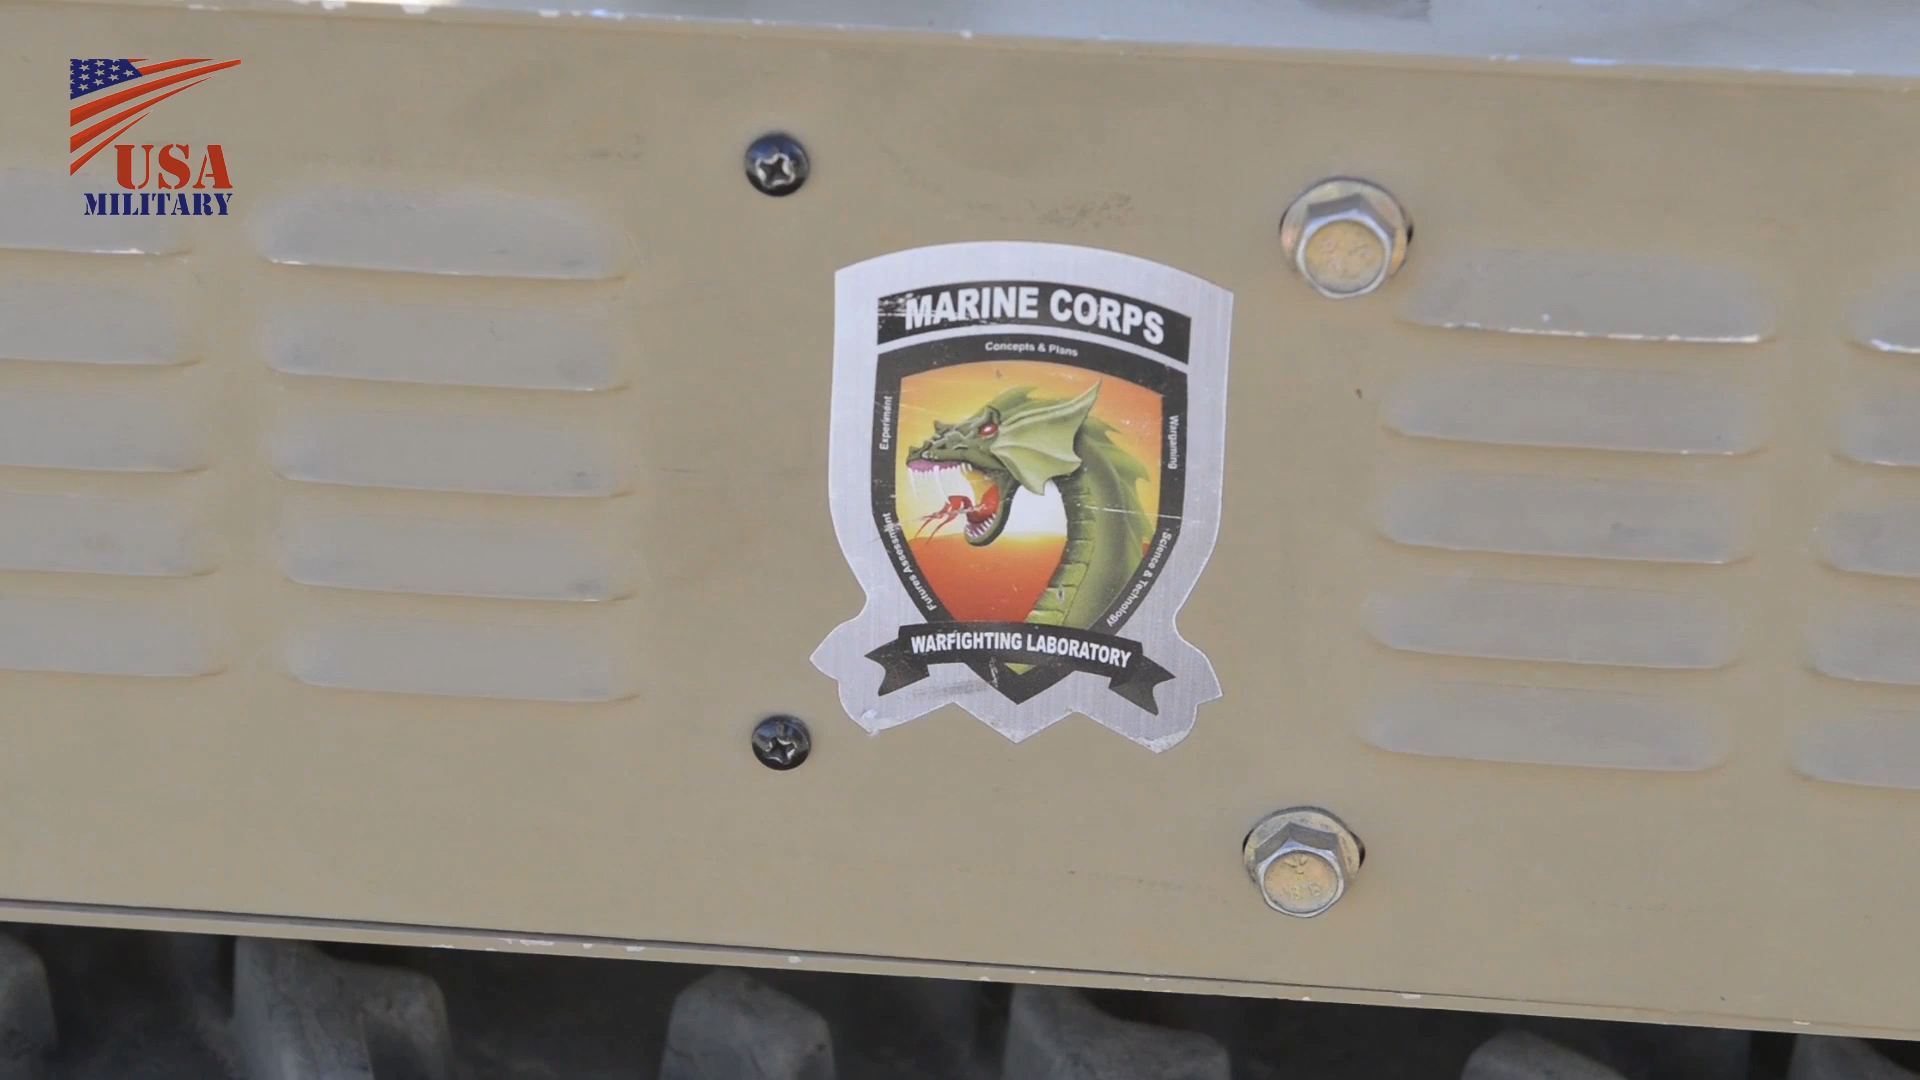 USA
MILITARY
MARINE CORPS
Concepts & Plans
Experiment
Wargaming
Futures Assessment
Science & Technology
WARFIGHTING LABORATORY